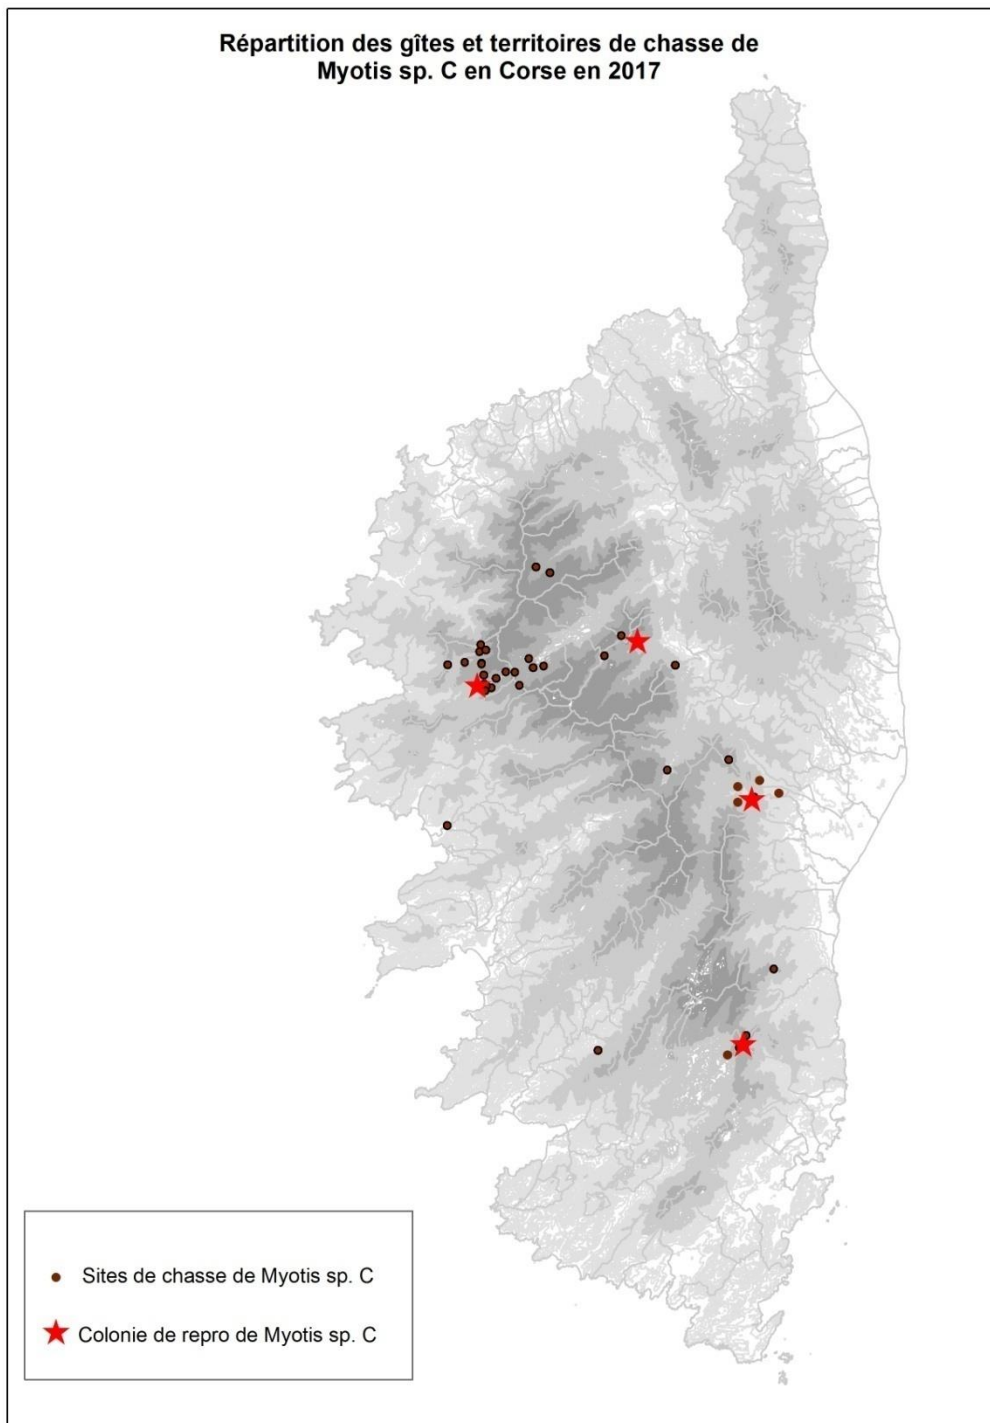 Répartition des gîtes et territoires de chasse de
Myotis sp. C en Corse en 2017
Sites de chasse de Myotis sp. C
Colonie de repro de Myotis sp. C